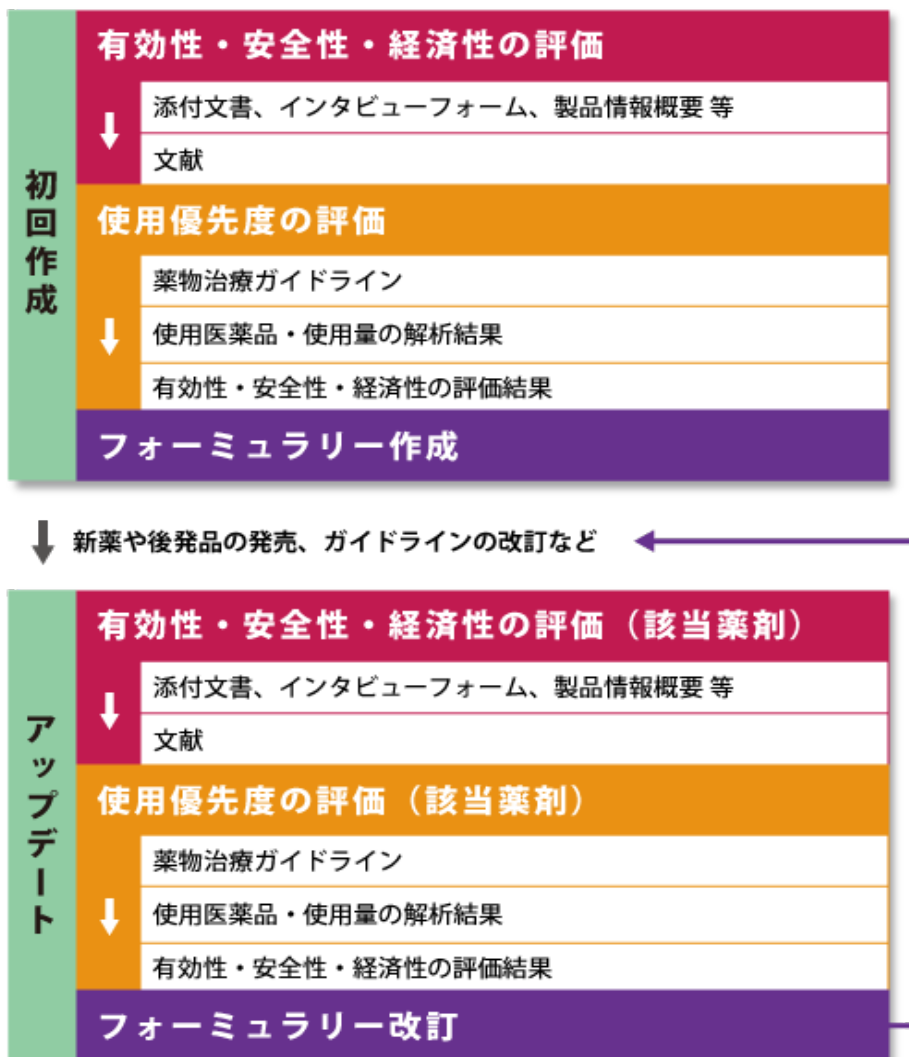 初回作成
有効性・安全性・経済性の評価
添付文書、インタビューフォーム、製品情報概要 等
文献
使用優先度の評価
薬物治療ガイドライン
使用医薬品・使用量の解析結果
有効性・安全性・経済性の評価結果
フォーミュラリー作成
新薬や後発品の発売、ガイドラインの改訂など
アップデート
有効性・安全性・経済性の評価（該当薬剤）
添付文書、インタビューフォーム、製品情報概要 等
文献
使用優先度の評価（該当薬剤）
薬物治療ガイドライン
使用医薬品・使用量の解析結果
有効性・安全性・経済性の評価結果
フォーミュラリー改訂